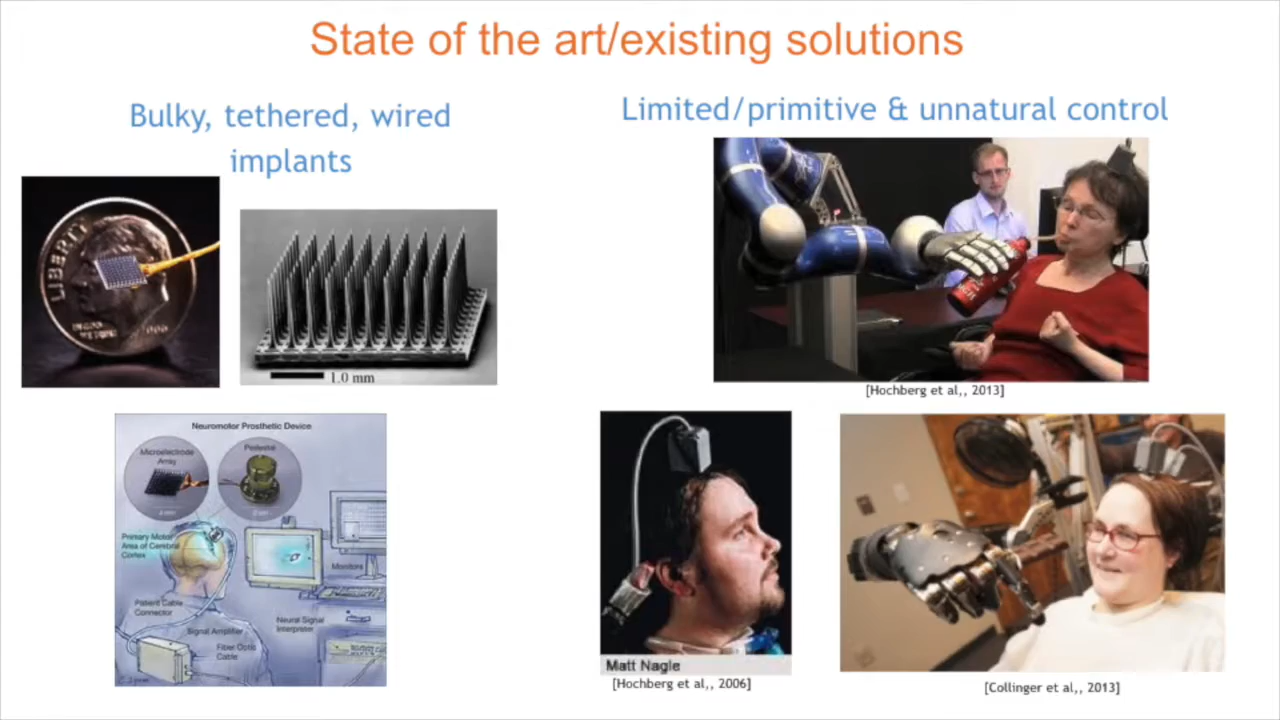 State of the art/existing solutions
Bulky, tethered, wired
implants
Limited/primitive & unnatural control
LIBERTY
1.0 mm
[Hochberg et al,, 2013]
Neuromotor Prosthetic Device
Microelectrode
Array
Pedestal
4 mm
Primary Motor
Area of Cerebral
Cortex
Monitors
Patient Cable
Connector
Signal Amplifier
Neural Signal
Interpreter
Fiber Optic
Cable
Matt Nagle
[Hochberg et al,, 2006]
[Collinger et al,, 2013]